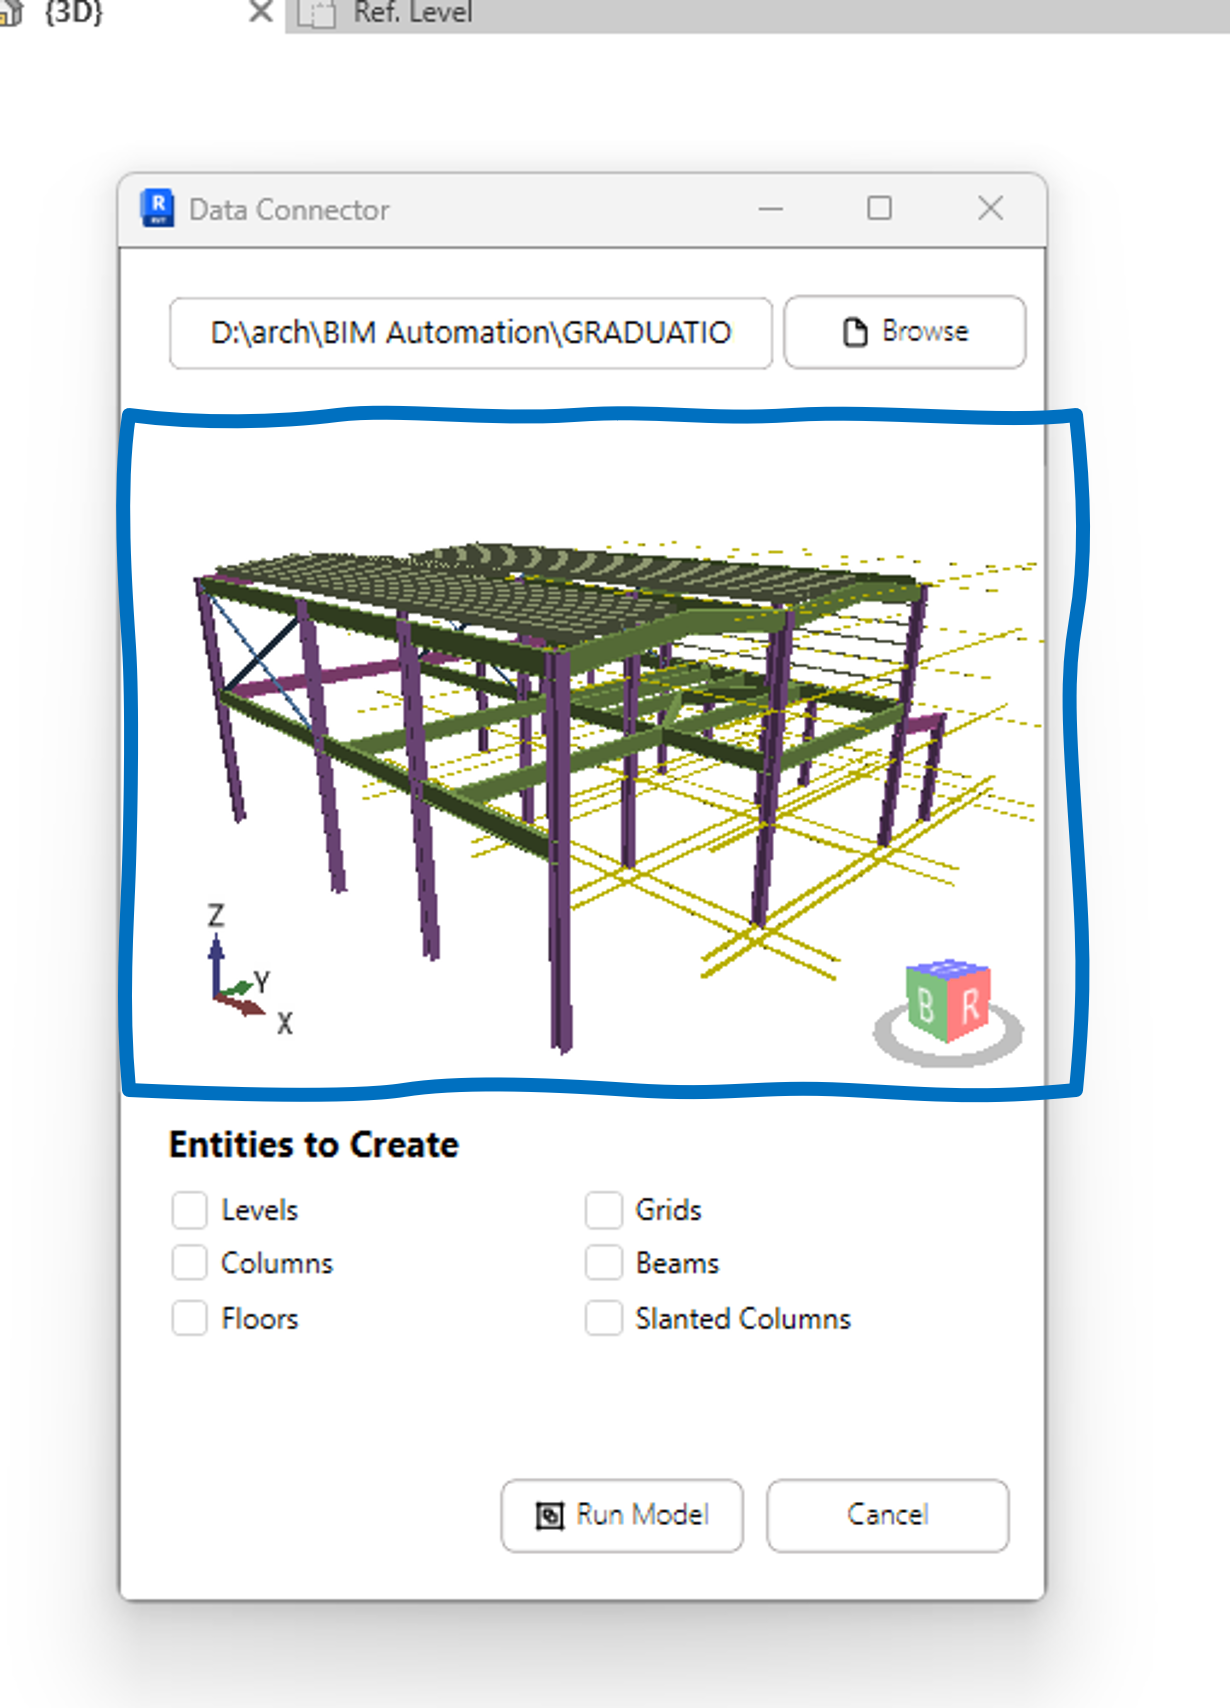 {3D} Ref. Level
R
RVT
Data Connector
D:\arch\BIM Automation\GRADUATIO
Browse
Z
Y
X
B R
Entities to Create
Levels Grids
Columns Beams
Floors Slanted Columns
Run Model Cancel